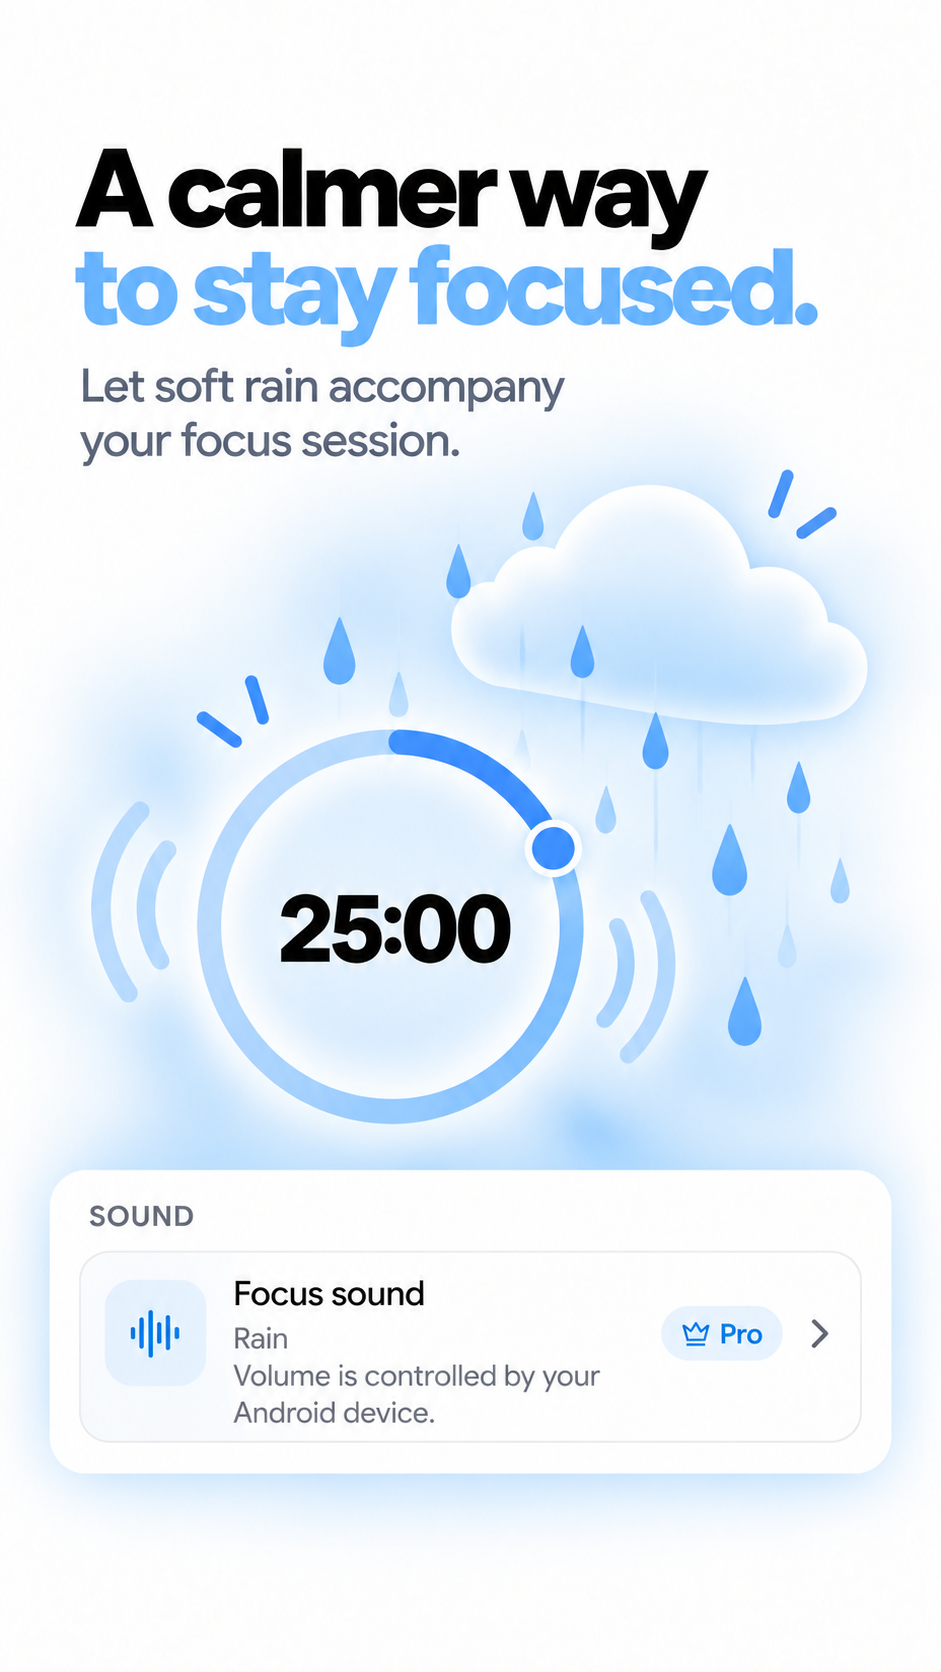 A calmer way
to stay focused.
Let soft rain accompany
your focus session.
25:00
SOUND
Focus sound
Rain
Pro
Volume is controlled by your
Android device.